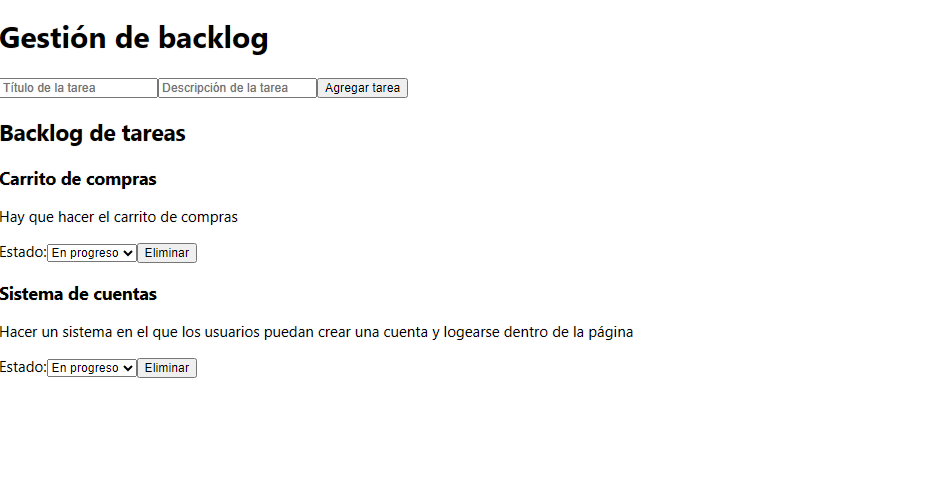 Gestión de backlog
Título de la tarea Descripción de la tarea Agregar tarea
Backlog de tareas
Carrito de compras
Hay que hacer el carrito de compras
Estado: En progreso Eliminar
Sistema de cuentas
Hacer un sistema en el que los usuarios puedan crear una cuenta y logearse dentro de la página
Estado: En progreso Eliminar